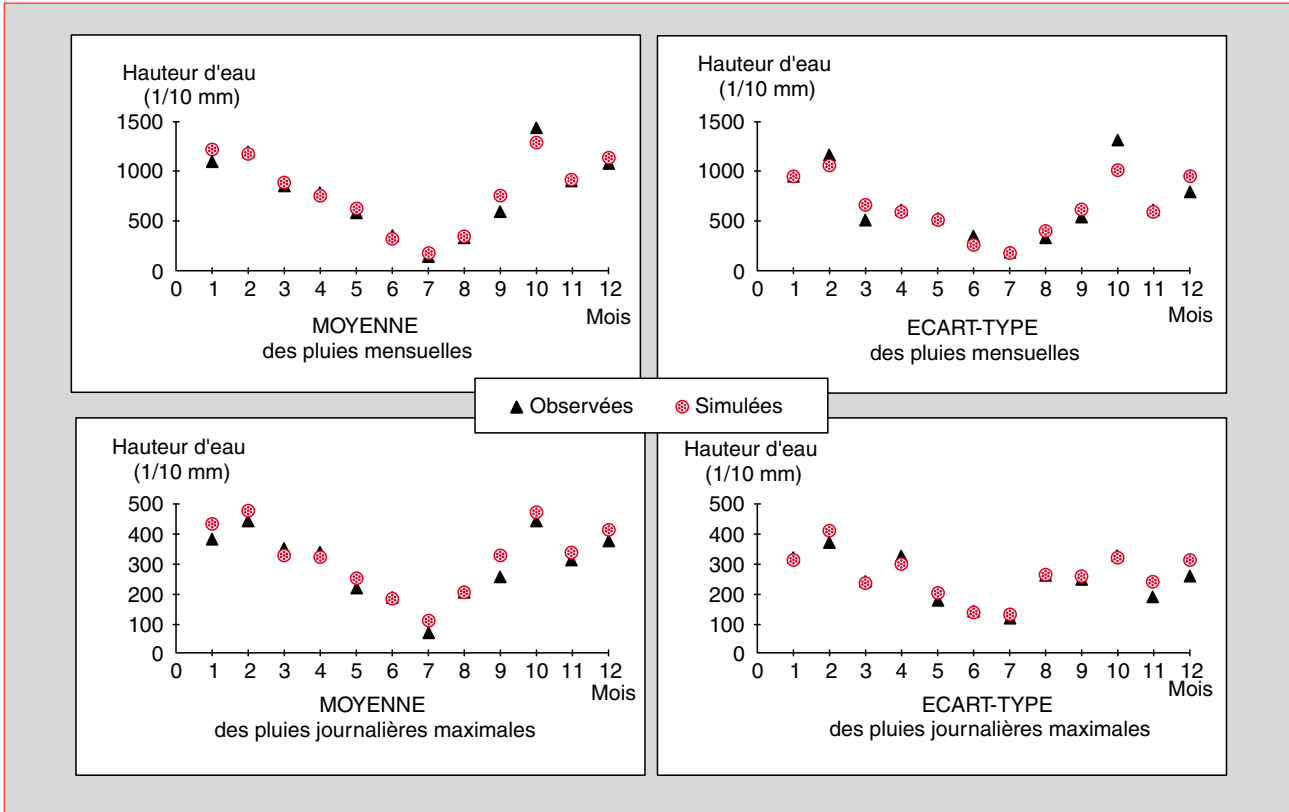 Hauteur d'eau
(1/10 mm)
1500
1000
500
0
0 1 2 3 4 5 6 7 8 9 10 11 12
Mois
MOYENNE
des pluies mensuelles
Hauteur d'eau
(1/10 mm)
1500
1000
500
0
0 1 2 3 4 5 6 7 8 9 10 11 12
Mois
ECART-TYPE
des pluies mensuelles
Observées Simulées
Hauteur d'eau
(1/10 mm)
500
400
300
200
100
0
0 1 2 3 4 5 6 7 8 9 10 11 12
Mois
MOYENNE
des pluies journalières maximales
Hauteur d'eau
(1/10 mm)
500
400
300
200
100
0
0 1 2 3 4 5 6 7 8 9 10 11 12
Mois
ECART-TYPE
des pluies journalières maximales